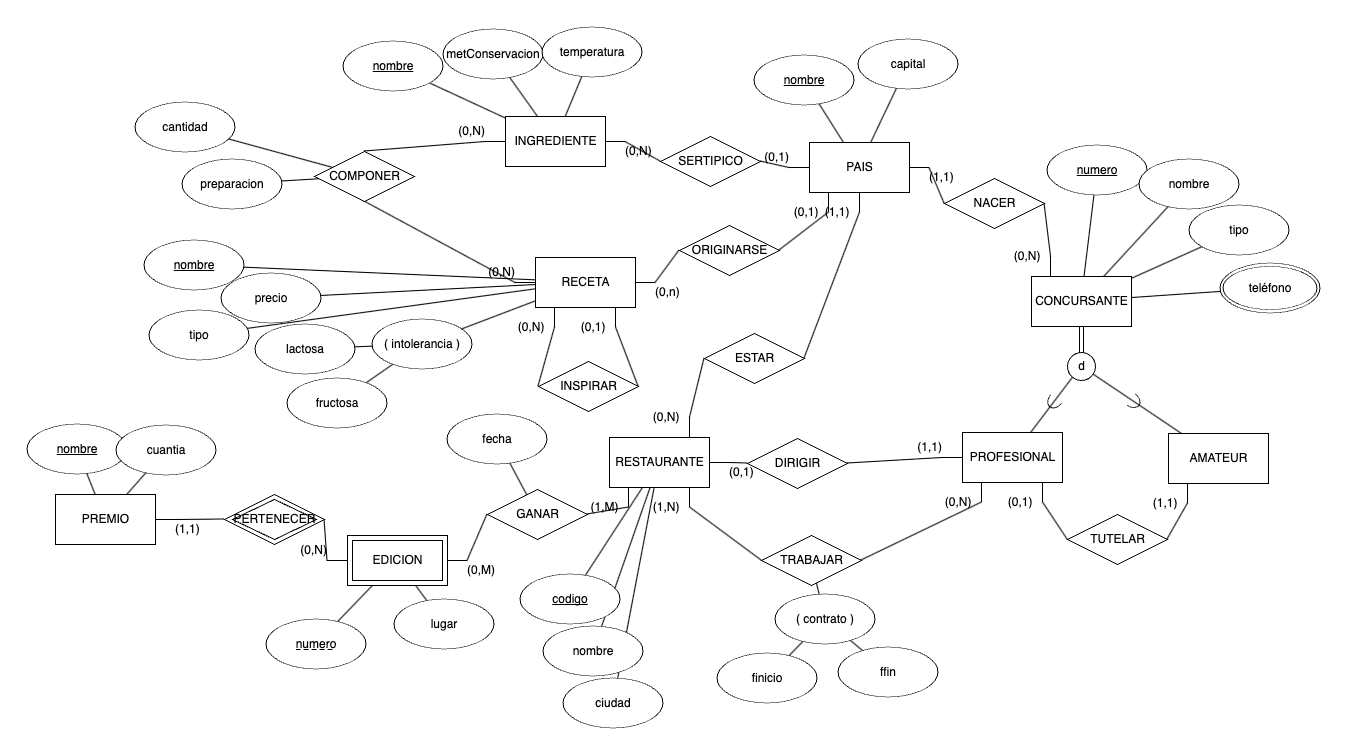 nombre
metConservacion
temperatura
nombre
capital
cantidad
(0,N)
INGREDIENTE
(0,N)
SERTIPICO
(0,1)
PAIS
(1,1)
numero
nombre
preparacion
COMPONER
NACER
tipo
(0,1)
(1,1)
(0,N)
nombre
(0,N)
ORIGINARSE
RECETA
(0,n)
CONCURSANTE
teléfono
precio
tipo
lactosa
( intolerancia )
(0,N)
(0,1)
ESTAR
d
fructosa
INSPIRAR
(0,N)
nombre
cuantia
fecha
RESTAURANTE
(0,1)
DIRIGIR
(1,1)
PROFESIONAL
AMATEUR
PREMIO
(1,1)
PERTENECER
(0,N)
GANAR
(1,M)
(1,N)
(0,N)
(0,1)
(1,1)
TUTELAR
EDICION
(0,M)
TRABAJAR
codigo
numero
lugar
nombre
( contrato )
finicio
ffin
ciudad